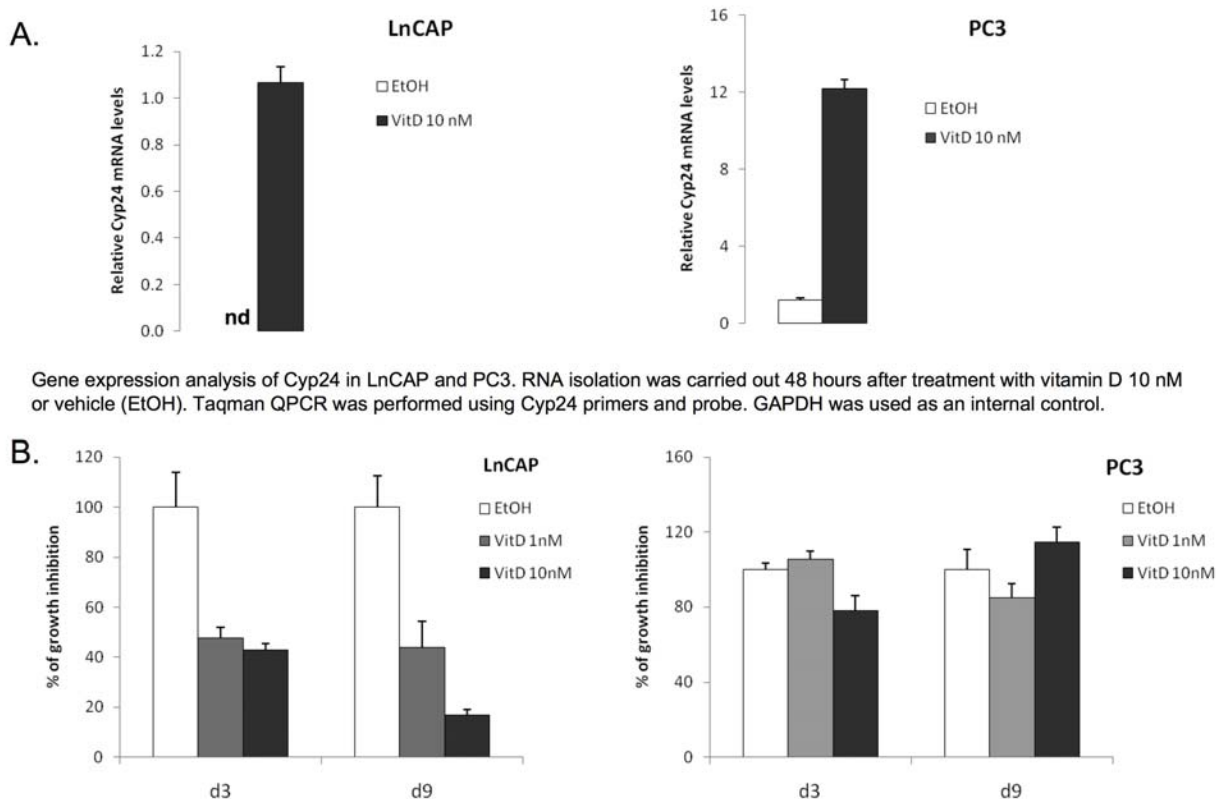 A.
LnCAP
Relative Cyp24 mRNA levels
1.2
1.0
0.8
0.6
0.4
0.2
0.0
nd
EtOH
VitD 10 nM
PC3
Relative Cyp24 mRNA levels
16
12
8
4
0
EtOH
VitD 10 nM
Gene expression analysis of Cyp24 in LnCAP and PC3. RNA isolation was carried out 48 hours after treatment with vitamin D 10 nM
or vehicle (EtOH). Taqman QPCR was performed using Cyp24 primers and probe. GAPDH was used as an internal control.
B.
LnCAP
% of growth inhibition
120
100
80
60
40
20
0
d3
d9
EtOH
VitD 1nM
VitD 10nM
PC3
% of growth inhibition
160
120
80
40
0
d3
d9
EtOH
VitD 1nM
VitD 10nM